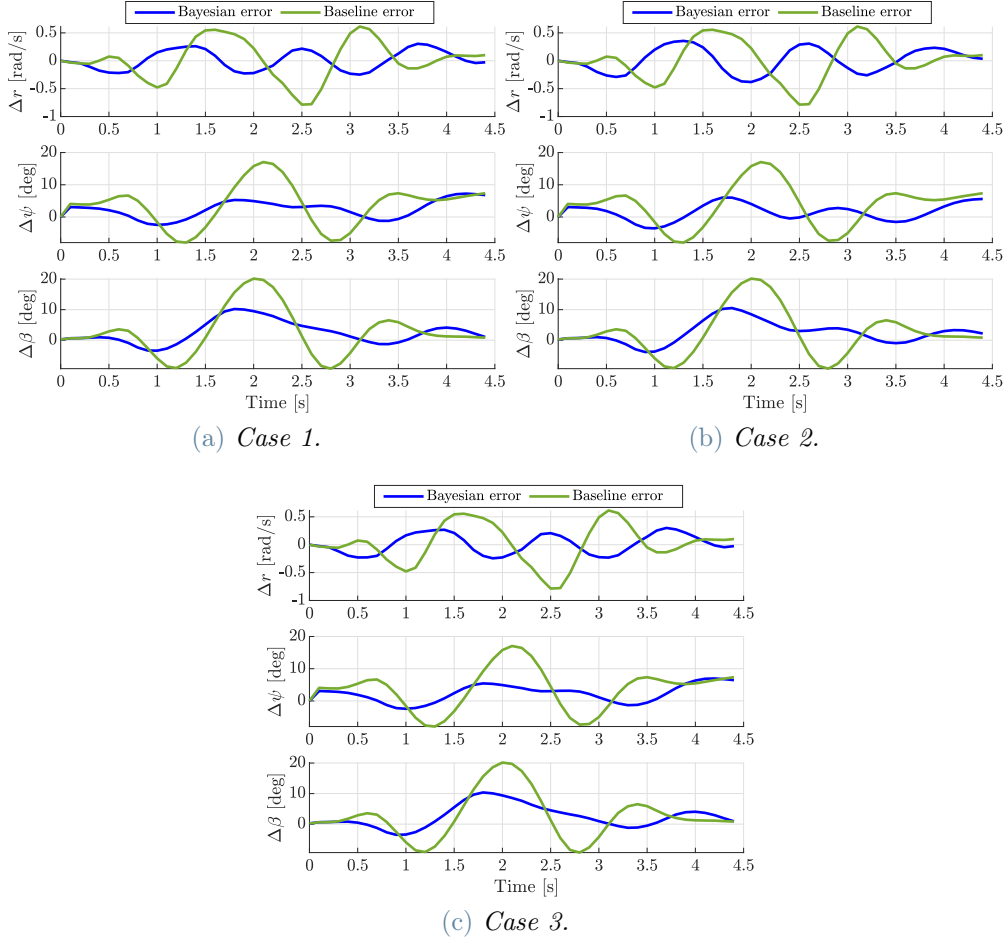 Bayesian error Baseline error
Δr [rad/s]
0.5
0
-0.5
-1
0 0.5 1 1.5 2 2.5 3 3.5 4 4.5
Δψ [deg]
20
10
0
0 0.5 1 1.5 2 2.5 3 3.5 4 4.5
Δβ [deg]
20
10
0
0 0.5 1 1.5 2 2.5 3 3.5 4 4.5
Time [s]
(a) Case 1.
Bayesian error Baseline error
Δr [rad/s]
0.5
0
-0.5
-1
0 0.5 1 1.5 2 2.5 3 3.5 4 4.5
Δψ [deg]
20
10
0
0 0.5 1 1.5 2 2.5 3 3.5 4 4.5
Δβ [deg]
20
10
0
0 0.5 1 1.5 2 2.5 3 3.5 4 4.5
Time [s]
(b) Case 2.
Bayesian error Baseline error
Δr [rad/s]
0.5
0
-0.5
-1
0 0.5 1 1.5 2 2.5 3 3.5 4 4.5
Δψ [deg]
20
10
0
0 0.5 1 1.5 2 2.5 3 3.5 4 4.5
Δβ [deg]
20
10
0
0 0.5 1 1.5 2 2.5 3 3.5 4 4.5
Time [s]
(c) Case 3.